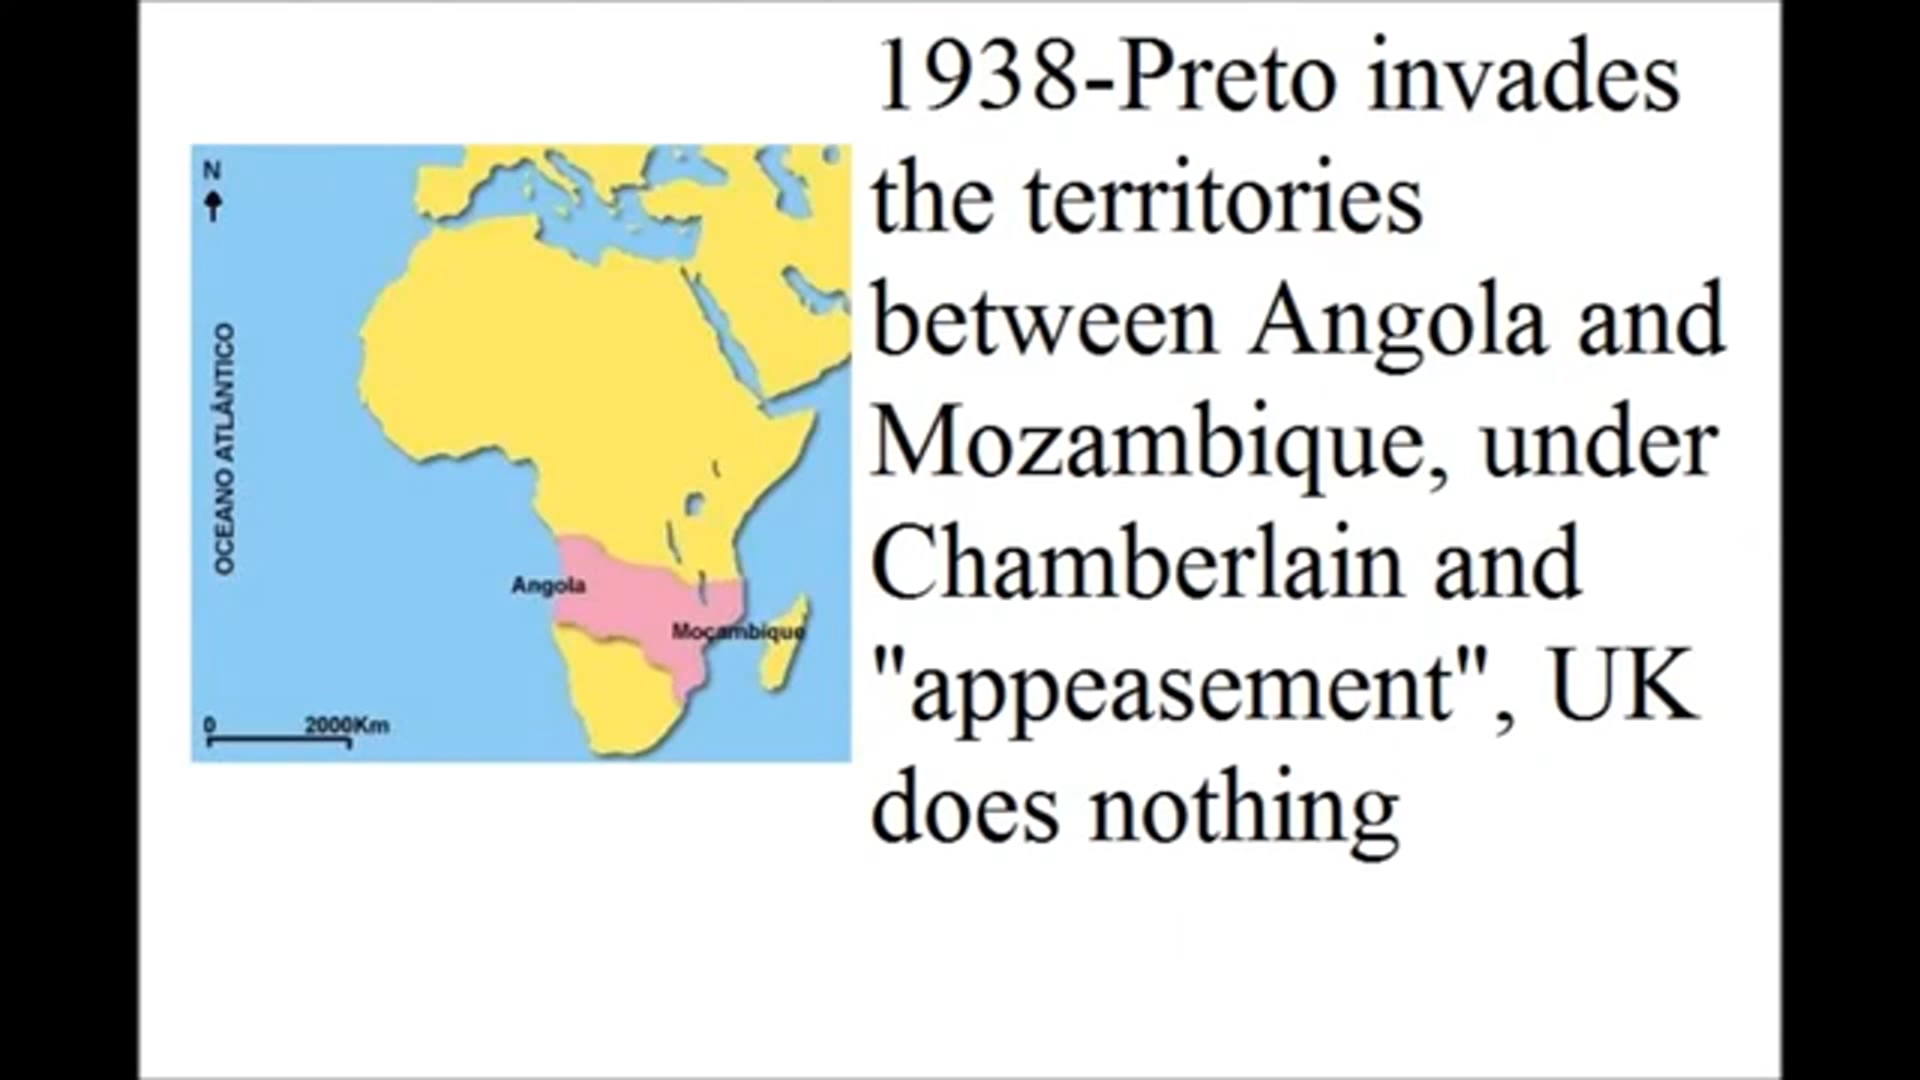 1938-Preto invades
the territories
between Angola and
Mozambique, under
Chamberlain and
"appeasement", UK
does nothing
N
OCEANO ATLÂNTICO
Angola
Moçambique
0 2000Km